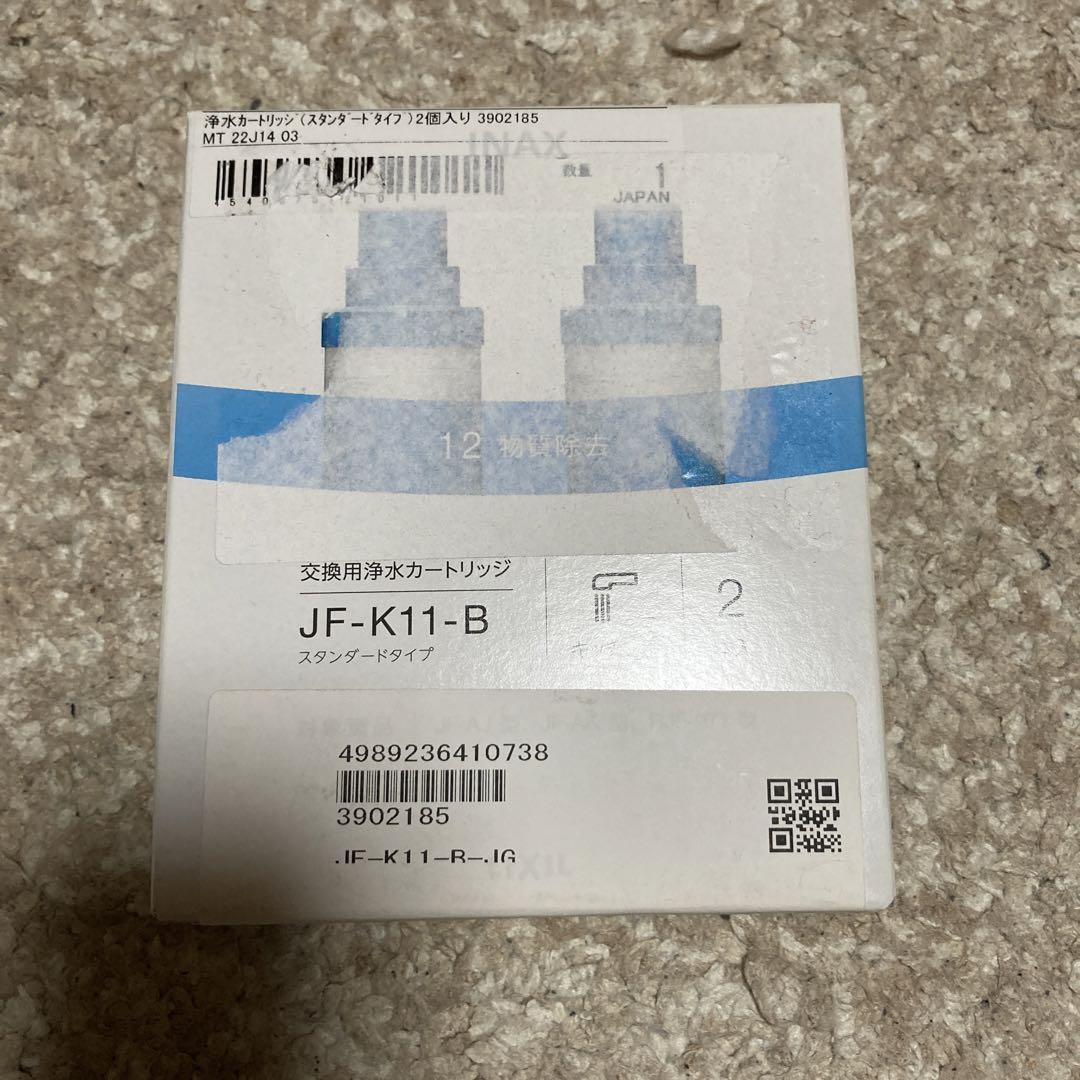 浄水カートリッジ(スタンダードタイプ)2個入り 3902185
MT 22J14 03
INAX
数量 1
JAPAN
12 物質除去
交換用浄水カートリッジ
JF-K11-B
スタンダードタイプ
2
4989236410738
3902185
JF-K11-B-JG